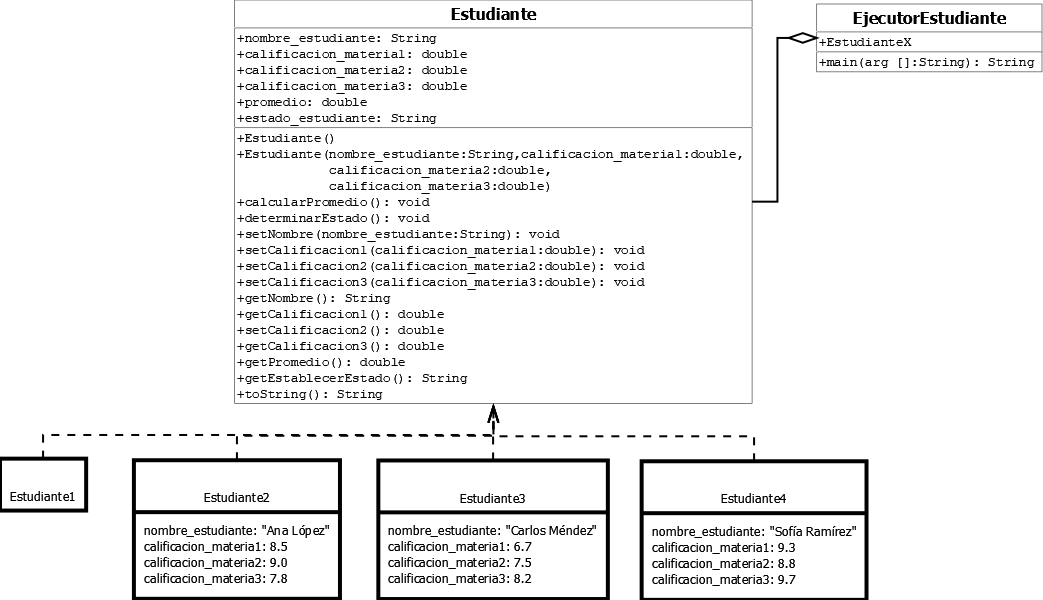 Estudiante
+nombre_estudiante: String
+calificacion_material: double
+calificacion_materia2: double
+calificacion_materia3: double
+promedio: double
+estado_estudiante: String
+Estudiante()
+Estudiante(nombre_estudiante:String,calificacion_material:double,
calificacion_materia2:double,
calificacion_materia3:double)
+calcularPromedio(): void
+determinarEstado(): void
+setNombre(nombre_estudiante:String): void
+setCalificacion1(calificacion_material:double): void
+setCalificacion2(calificacion_materia2:double): void
+setCalificacion3(calificacion_materia3:double): void
+getNombre(): String
+getCalificacion1(): double
+setCalificacion2(): double
+getCalificacion3(): double
+getPromedio(): double
+getEstablecerEstado(): String
+toString(): String
EjecutorEstudiante
+EstudianteX
+main(arg []:String): String
Estudiante1
Estudiante2
nombre_estudiante: "Ana López"
calificacion_materia1: 8.5
calificacion_materia2: 9.0
calificacion_materia3: 7.8
Estudiante3
nombre_estudiante: "Carlos Méndez"
calificacion_materia1: 6.7
calificacion_materia2: 7.5
calificacion_materia3: 8.2
Estudiante4
nombre_estudiante: "Sofía Ramírez"
calificacion_materia1: 9.3
calificacion_materia2: 8.8
calificacion_materia3: 9.7